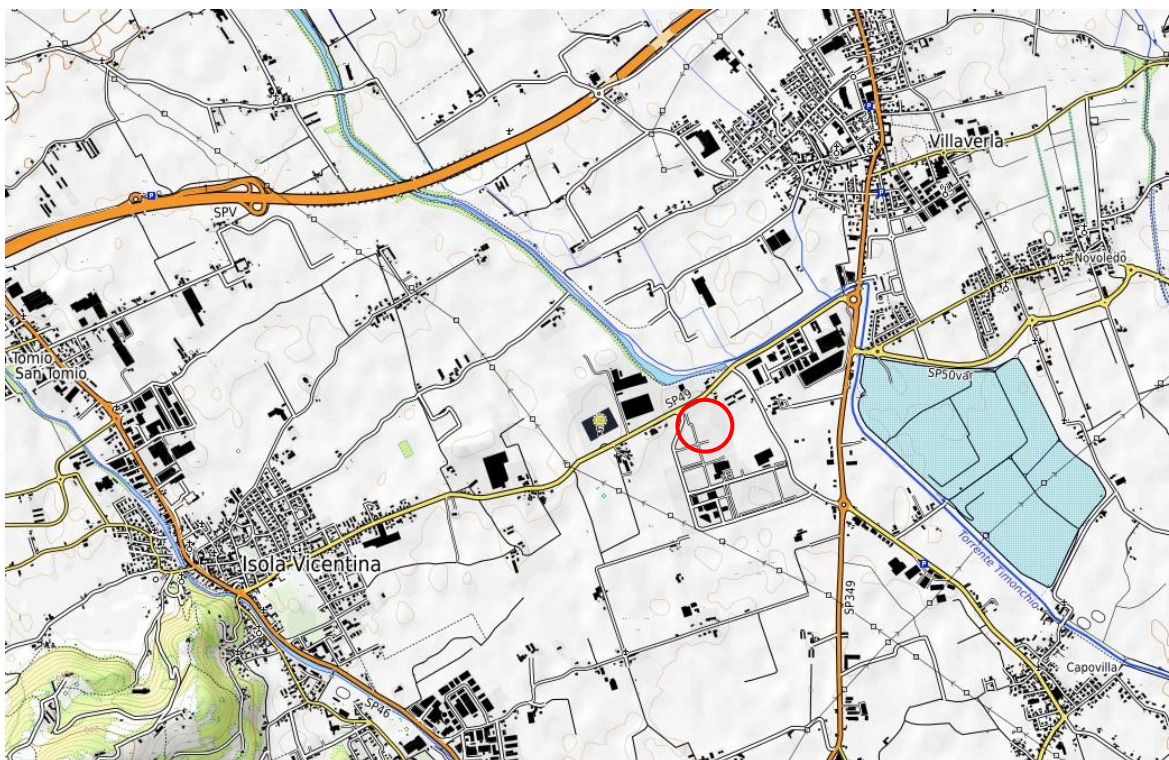 Villaverla
SPV
Novoledo
Tomio
San Tomio
SP50var
SP49
Isola Vicentina
Torrente Timonchio
SP349
Capovilla
SP46